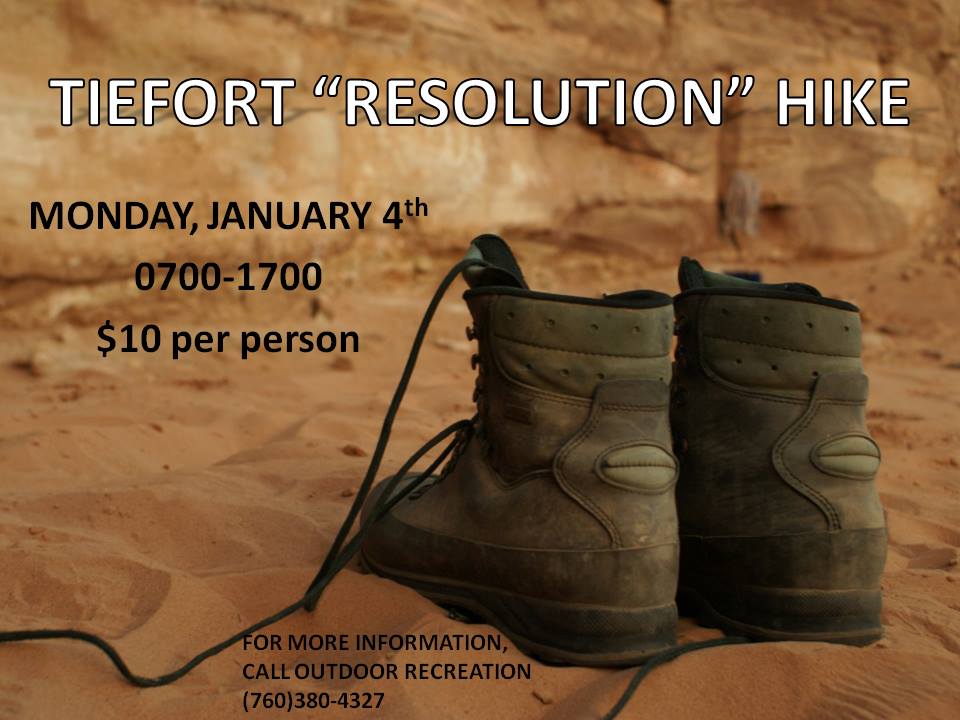 TIEFORT “RESOLUTION” HIKE
MONDAY, JANUARY 4th
0700-1700
$10 per person
FOR MORE INFORMATION,
CALL OUTDOOR RECREATION
(760)380-4327